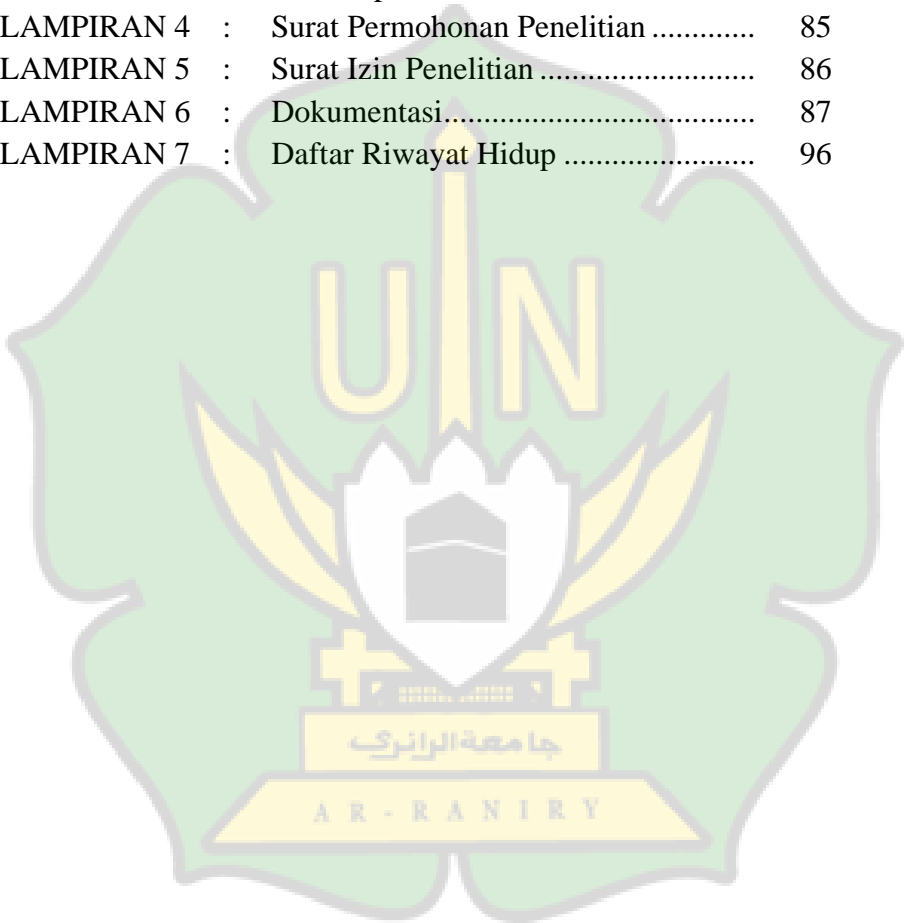 LAMPIRAN 4 : Surat Permohonan Penelitian ............. 85
LAMPIRAN 5 : Surat Izin Penelitian ......................... 86
LAMPIRAN 6 : Dokumentasi.................................... 87
LAMPIRAN 7 : Daftar Riwayat Hidup ...................... 96
UIN
جامعة الرانري
AR-RANIRY